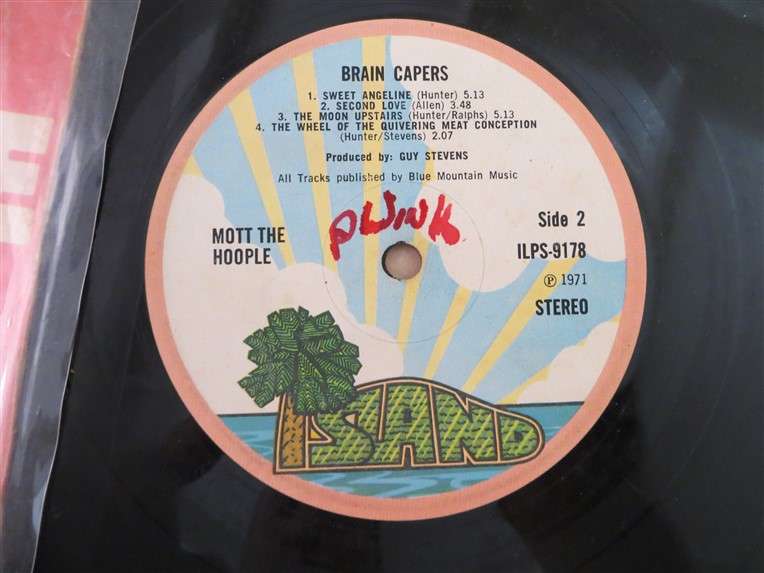 BRAIN CAPERS
1. SWEET ANGELINE (Hunter) 5.13
2. SECOND LOVE (Allen) 3.48
3. THE MOON UPSTAIRS (Hunter/Ralphs) 5.13
4. THE WHEEL OF THE QUIVERING MEAT CONCEPTION
(Hunter/Stevens) 2.07
Produced by: GUY STEVENS
All Tracks published by Blue Mountain Music
MOTT THE
HOOPLE
Side 2
ILPS-9178
℗ 1971
STEREO
ISLAND